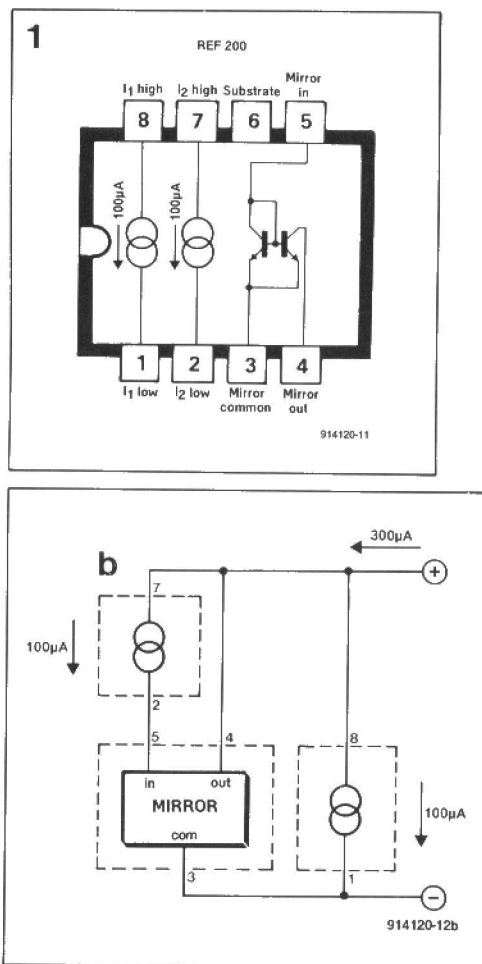 1
REF 200
I1 high I2 high Substrate Mirror in
8 7 6 5
100µA 100µA
1 2 3 4
I1 low I2 low Mirror common Mirror out
914120-11
b
300µA
+
7
100µA
2
5 4 8
in out
MIRROR
com
100µA
3 1
−
914120-12b